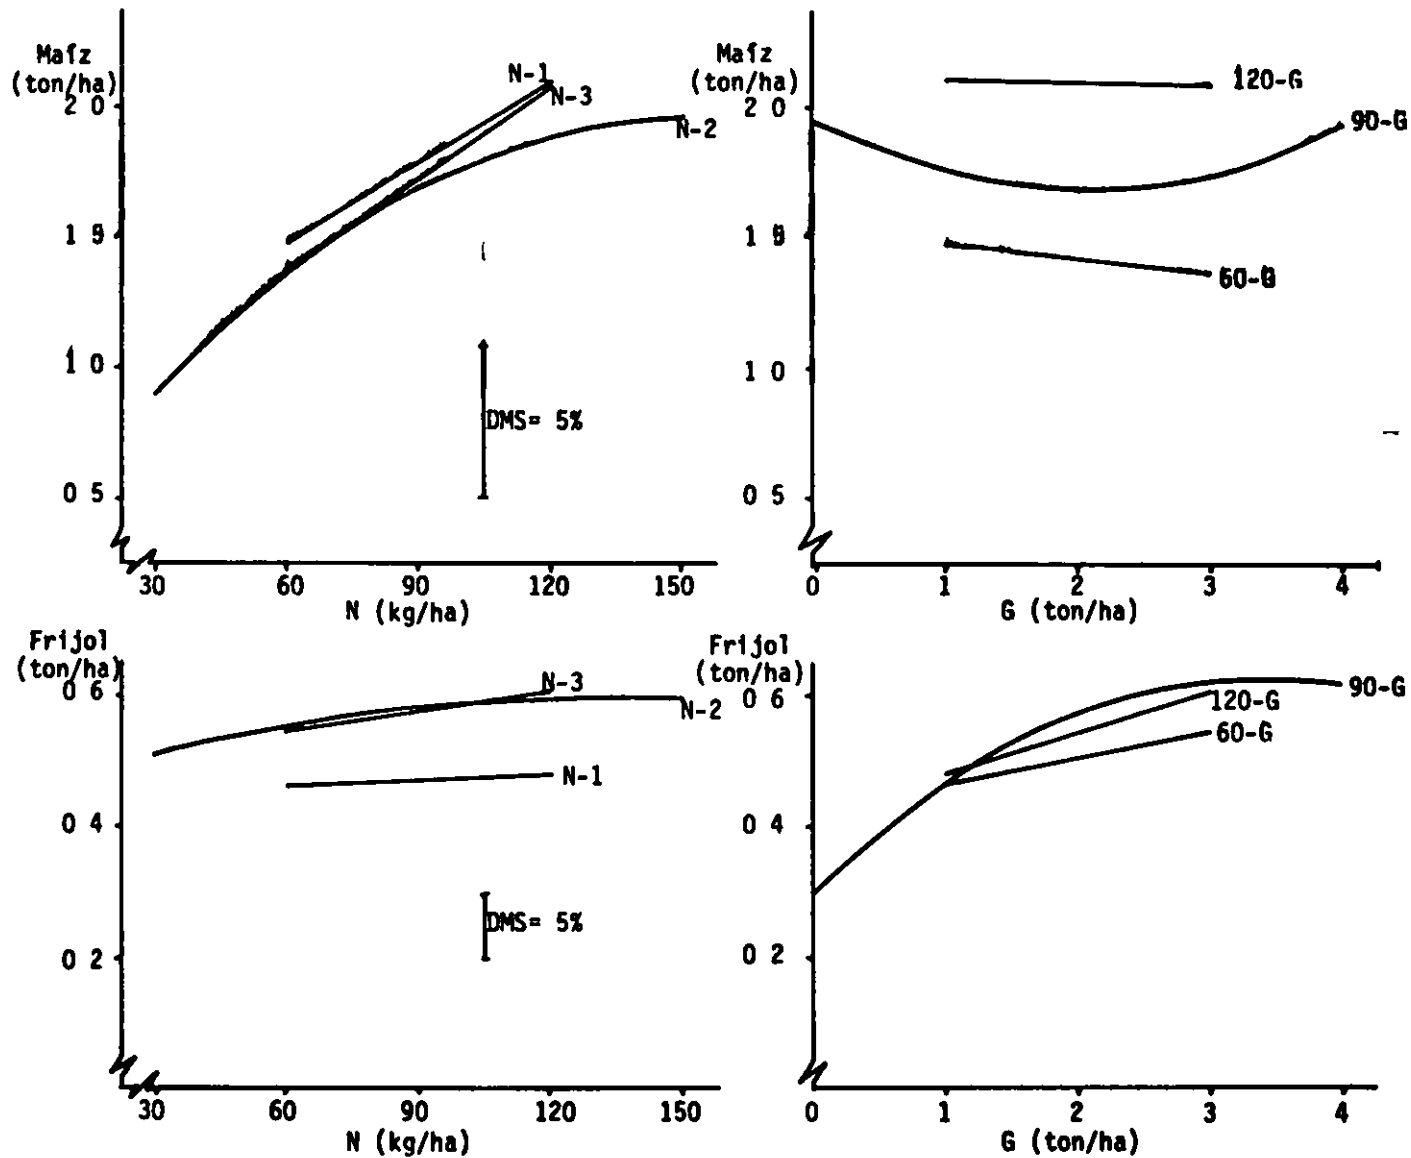 Maíz
(ton/ha)
2 0
1 9
1 0
0 5
N-1
N-3
N-2
DMS= 5%
30 60 90 120 150
N (kg/ha)
Maíz
(ton/ha)
2 0
1 9
1 0
0 5
120-G
90-G
60-G
0 1 2 3 4
G (ton/ha)
Frijol
(ton/ha)
0 6
0 4
0 2
N-3
N-2
N-1
DMS= 5%
30 60 90 120 150
N (kg/ha)
Frijol
(ton/ha)
0 6
0 4
0 2
90-G
120-G
60-G
0 1 2 3 4
G (ton/ha)